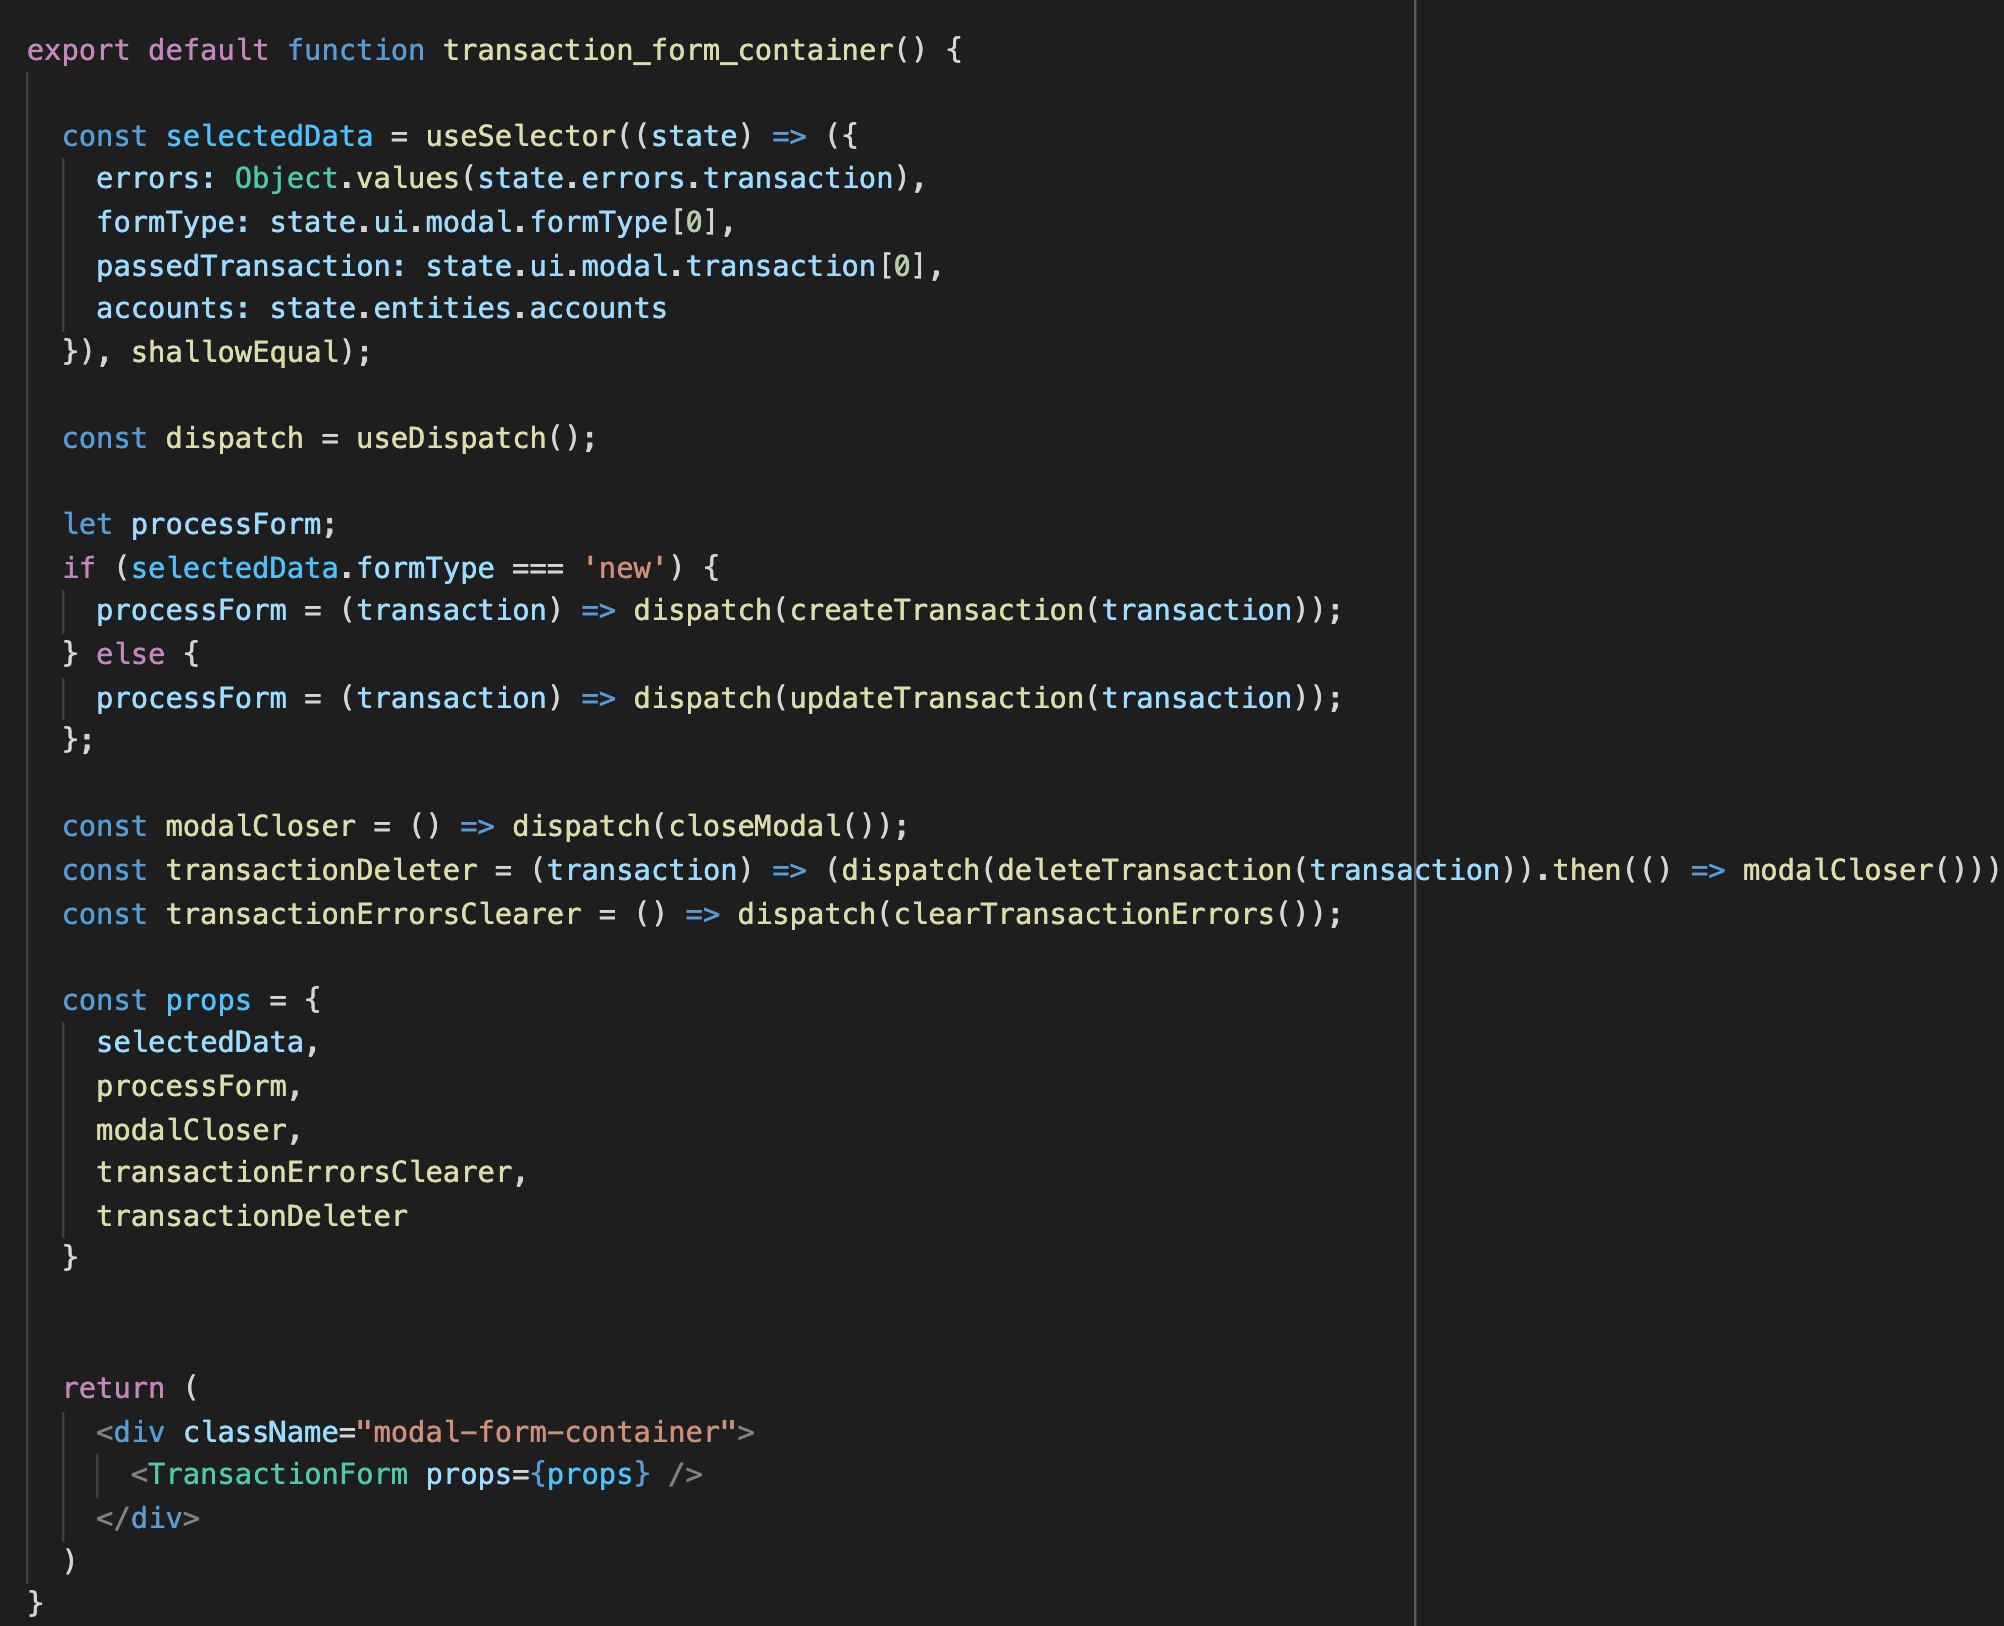 export default function transaction_form_container() {
const selectedData = useSelector((state) => ({
errors: Object.values(state.errors.transaction),
formType: state.ui.modal.formType[0],
passedTransaction: state.ui.modal.transaction[0],
accounts: state.entities.accounts
}), shallowEqual);
const dispatch = useDispatch();
let processForm;
if (selectedData.formType === 'new') {
processForm = (transaction) => dispatch(createTransaction(transaction));
} else {
processForm = (transaction) => dispatch(updateTransaction(transaction));
};
const modalCloser = () => dispatch(closeModal());
const transactionDeleter = (transaction) => (dispatch(deleteTransaction(transaction)).then(() => modalCloser()))
const transactionErrorsClearer = () => dispatch(clearTransactionErrors());
const props = {
selectedData,
processForm,
modalCloser,
transactionErrorsClearer,
transactionDeleter
}
return (
<div className="modal-form-container">
<TransactionForm props={props} />
</div>
)
}